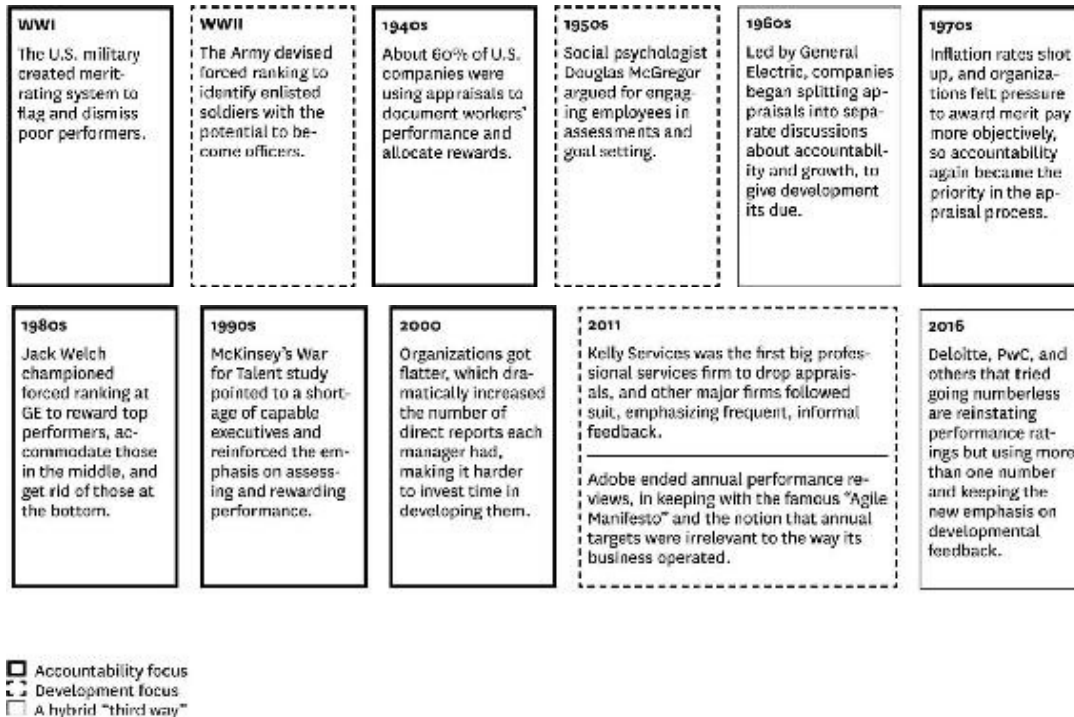 WWI
The U.S. military
created merit-
rating system to
flag and dismiss
poor performers.
WWII
The Army devised
forced ranking to
identify enlisted
soldiers with the
potential to be-
come officers.
1940s
About 60% of U.S.
companies were
using appraisals to
document workers'
performance and
allocate rewards.
1950s
Social psychologist
Douglas McGregor
argued for engag-
ing employees in
assessments and
goal setting.
1960s
Led by General
Electric, companies
began splitting ap-
praisals into sepa-
rate discussions
about accountabil-
ity and growth, to
give development
its due.
1970s
Inflation rates shot
up, and organiza-
tions felt pressure
to award merit pay
more objectively,
so accountability
again became the
priority in the ap-
praisal process.
1980s
Jack Welch
championed
forced ranking at
GE to reward top
performers, ac-
commodate those
in the middle, and
get rid of those at
the bottom.
1990s
McKinsey's War
for Talent study
pointed to a short-
age of capable
executives and
reinforced the em-
phasis on assess-
ing and rewarding
performance.
2000
Organizations got
flatter, which dra-
matically increased
the number of
direct reports each
manager had,
making it harder
to invest time in
developing them.
2011
Kelly Services was the first big profes-
sional services firm to drop apprais-
als, and other major firms followed
suit, emphasizing frequent, informal
feedback.
Adobe ended annual performance re-
views, in keeping with the famous "Agile
Manifesto" and the notion that annual
targets were irrelevant to the way its
business operated.
2016
Deloitte, PwC, and
others that tried
going numberless
are reinstating
performance rat-
ings but using more
than one number
and keeping the
new emphasis on
developmental
feedback.
Accountability focus
Development focus
A hybrid "third way"